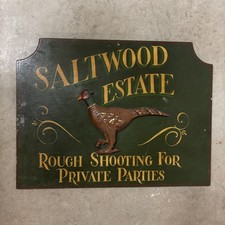 SALTWOOD
ESTATE
ROUGH SHOOTING FOR
PRIVATE PARTIES